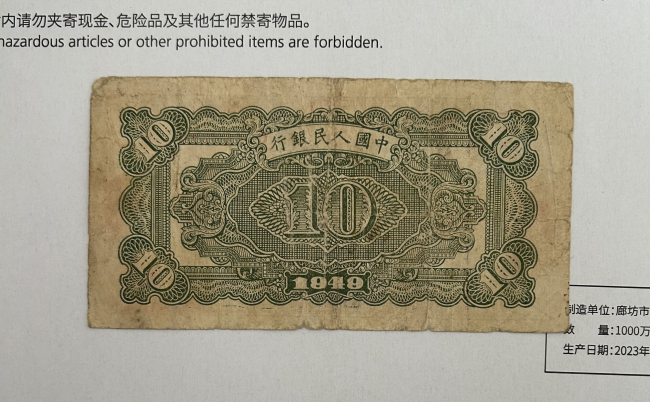 内请勿夹寄现金、危险品及其他任何禁寄物品。
hazardous articles or other prohibited items are forbidden.
10 10
行銀民人國中
10
10 10
1949
制造单位：廊坊市
数 量：1000万
生产日期：2023年